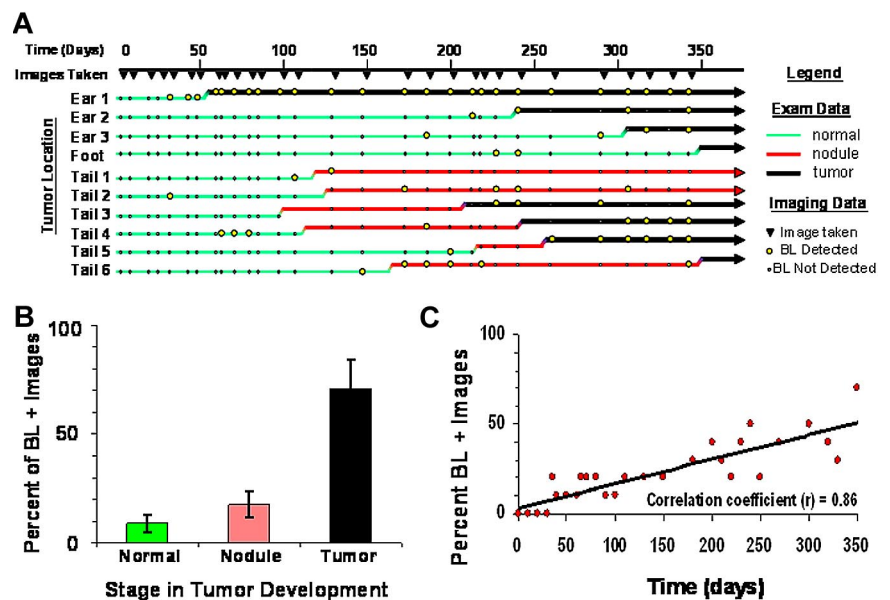 A
Time (Days) 0 50 100 150 200 250 300 350
Images Taken
Tumor Location
Ear 1
Ear 2
Ear 3
Foot
Tail 1
Tail 2
Tail 3
Tail 4
Tail 5
Tail 6
Legend
Exam Data
normal
nodule
tumor
Imaging Data
Image taken
BL Detected
BL Not Detected
B
Percent of BL + Images
100
50
0
Normal Nodule Tumor
Stage in Tumor Development
C
Percent BL + Images
100
50
0
Correlation coefficient (r) = 0.86
0 50 100 150 200 250 300 350
Time (days)